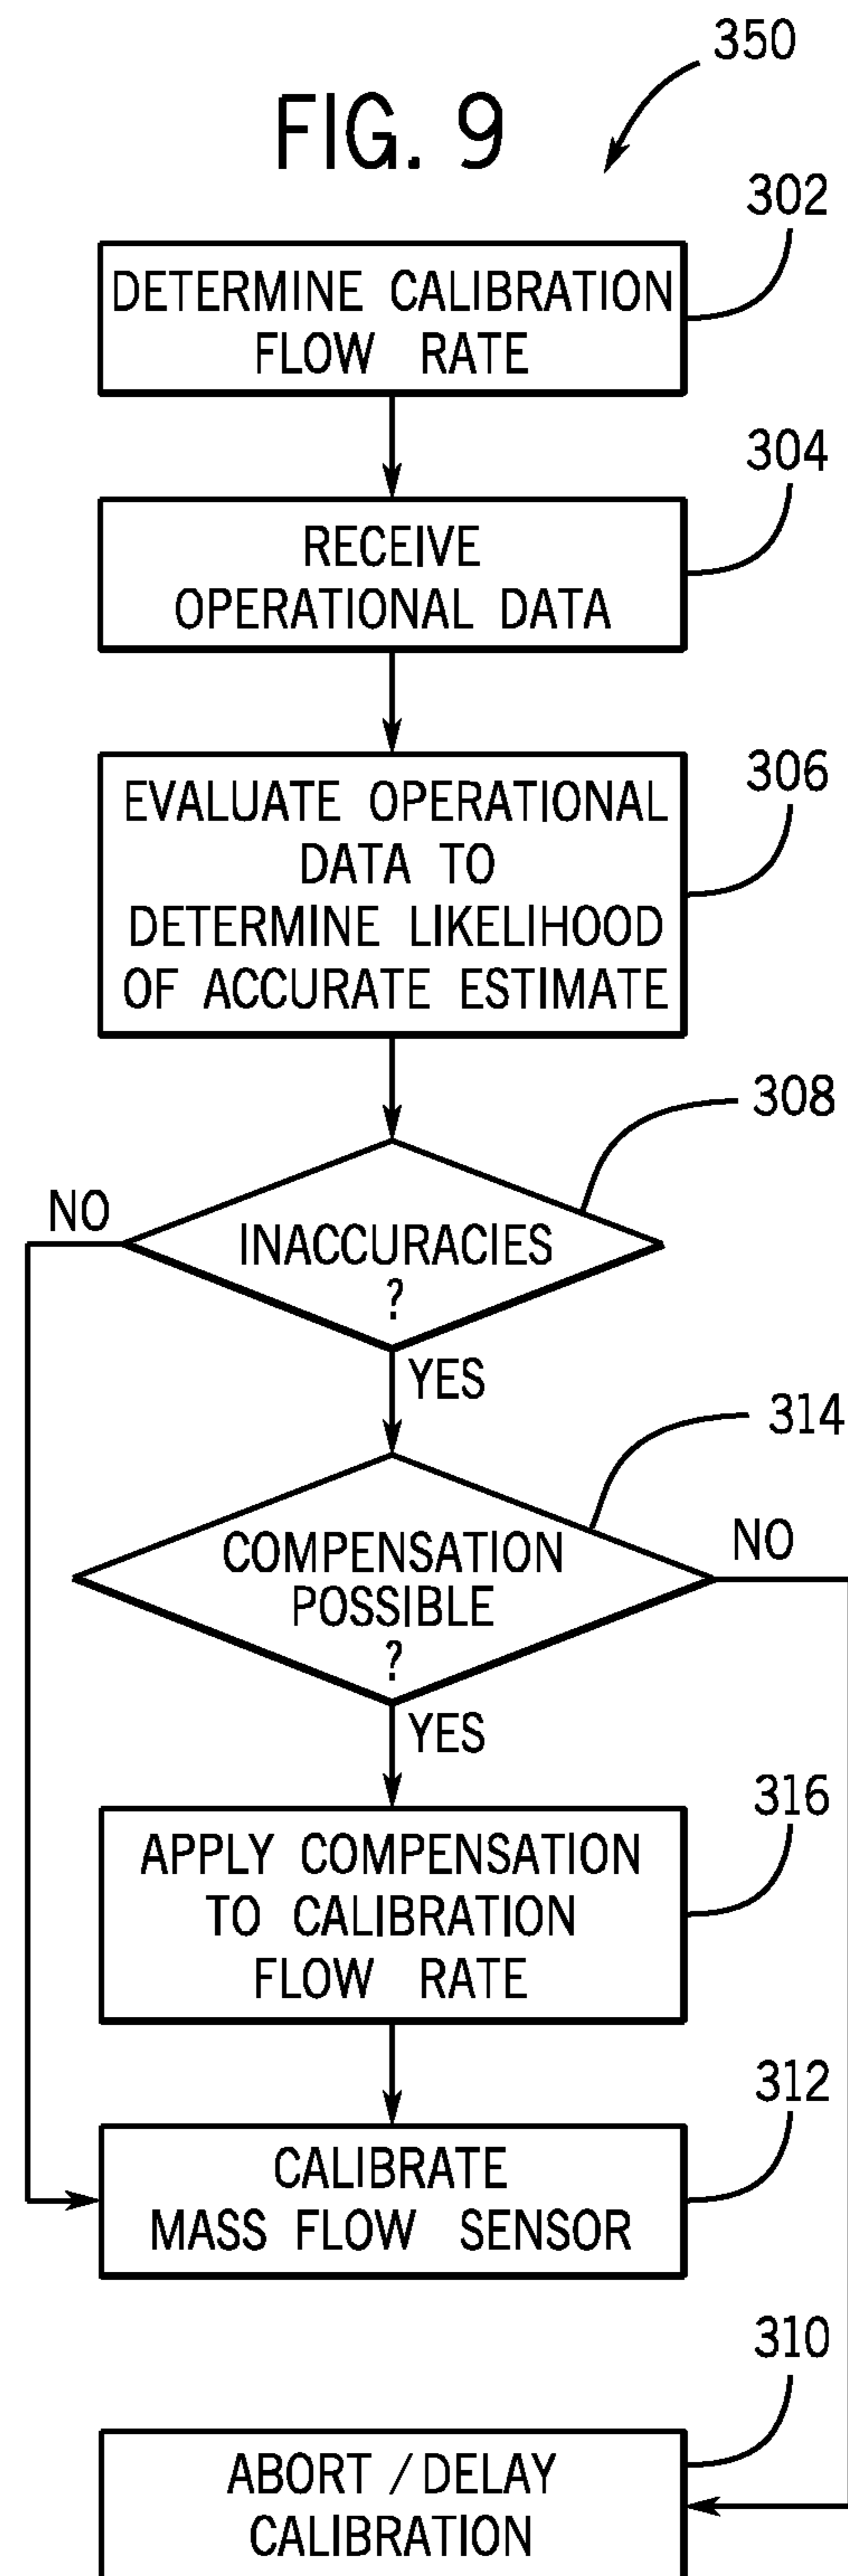 350
FIG. 9
302
DETERMINE CALIBRATION
FLOW RATE
304
RECEIVE
OPERATIONAL DATA
306
EVALUATE OPERATIONAL
DATA TO
DETERMINE LIKELIHOOD
OF ACCURATE ESTIMATE
308
NO
INACCURACIES
?
YES
314
NO
COMPENSATION
POSSIBLE
?
YES
316
APPLY COMPENSATION
TO CALIBRATION
FLOW RATE
312
CALIBRATE
MASS FLOW SENSOR
310
ABORT / DELAY
CALIBRATION